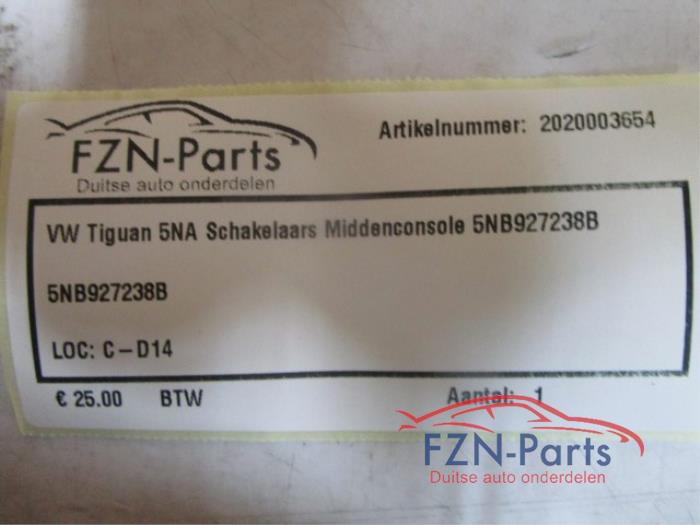 FZN-Parts
Duitse auto onderdelen
Artikelnummer: 2020003654
VW Tiguan 5NA Schakelaars Middenconsole 5NB927238B
5NB927238B
LOC: C-D14
€ 25.00 BTW Aantal: 1
FZN-Parts
Duitse auto onderdelen